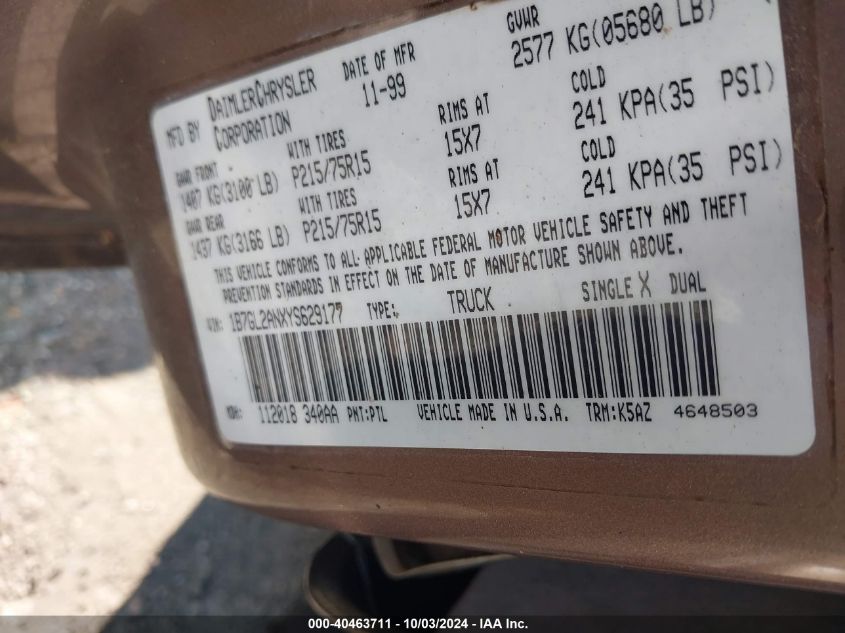 MFD BY DAIMLERCHRYSLER CORPORATION DATE OF MFR 11-99 GVWR 2577 KG(05680 LB)
GAWR FRONT 1407 KG(3100 LB) WITH TIRES P215/75R15 RIMS AT 15X7 COLD 241 KPA(35 PSI)
GAWR REAR 1437 KG(3166 LB) WITH TIRES P215/75R15 RIMS AT 15X7 COLD 241 KPA(35 PSI)
THIS VEHICLE CONFORMS TO ALL APPLICABLE FEDERAL MOTOR VEHICLE SAFETY AND THEFT
PREVENTION STANDARDS IN EFFECT ON THE DATE OF MANUFACTURE SHOWN ABOVE.
VIN: 1B7GL2ANXYS629177 TYPE: TRUCK SINGLE X DUAL
MDH: 112018 340AA PNT:PTL VEHICLE MADE IN U.S.A. TRM:K5AZ 4648503
000-40463711 - 10/03/2024 - IAA Inc.